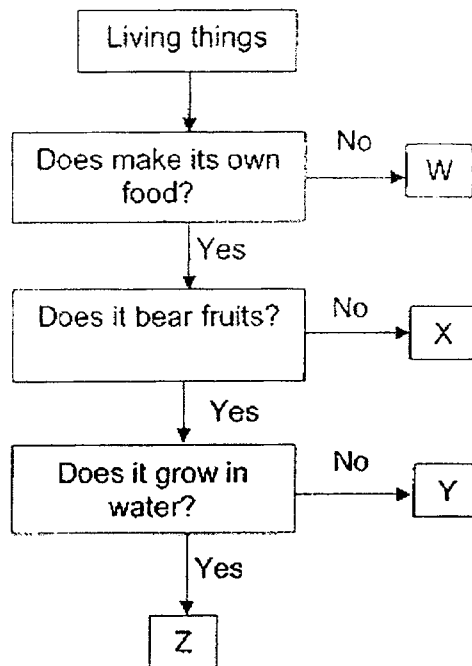 Living things
Does make its own
food?
No
W
Yes
Does it bear fruits?
No
X
Yes
Does it grow in
water?
No
Y
Yes
Z